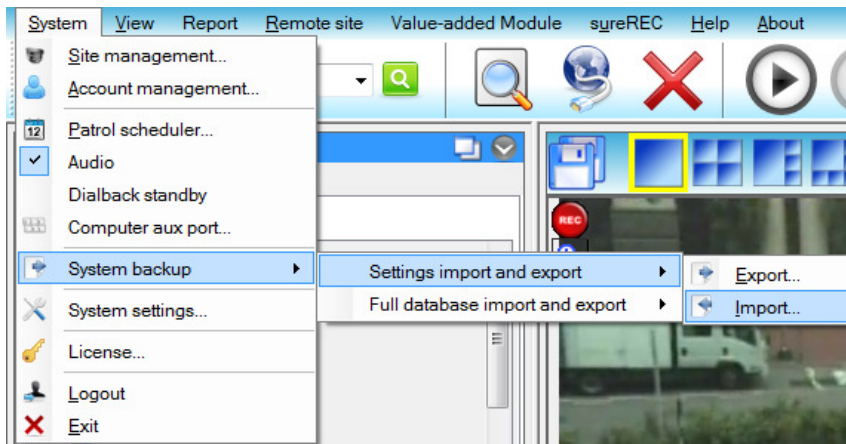 System View Report Remote site Value-added Module sureREC Help About
Site management...
Account management...
12
Patrol scheduler...
Audio
Dialback standby
Computer aux port...
System backup
Settings import and export
Export...
Full database import and export
Import...
System settings...
License...
Logout
Exit
REC